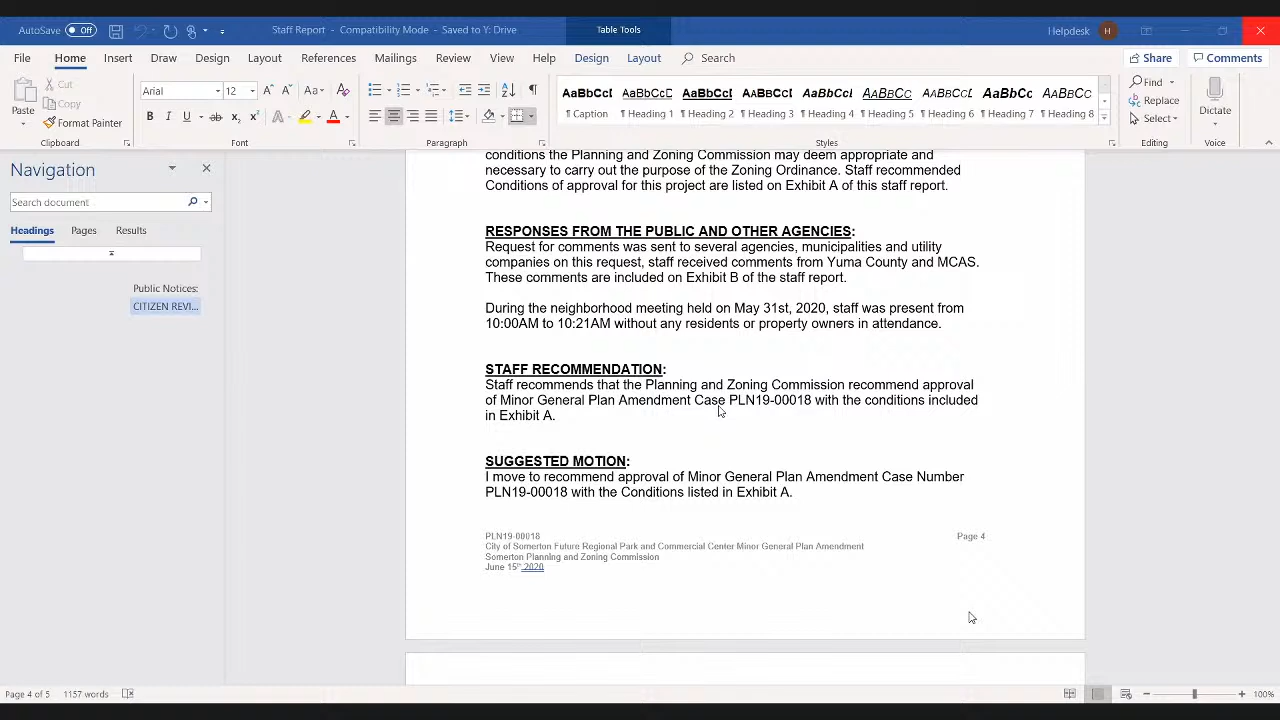 AutoSave Off Staff Report - Compatibility Mode - Saved to Y: Drive Table Tools Helpdesk H
File Home Insert Draw Design Layout References Mailings Review View Help Design Layout Search Share Comments
Paste Cut Copy Format Painter
Arial 12
AaBbCcI AaBbCcD AaBbCcI AaBbCcI AaBbCcI AABBCC AABBCCI AaBbCc AABBCC
¶ Caption ¶ Heading 1 ¶ Heading 2 ¶ Heading 3 ¶ Heading 4 ¶ Heading 5 ¶ Heading 6 ¶ Heading 7 ¶ Heading 8
Find Replace Select Dictate
Clipboard Font Paragraph Styles Editing Voice
Navigation
Search document
Headings Pages Results
Public Notices:
CITIZEN REVI...
conditions the Planning and Zoning Commission may deem appropriate and
necessary to carry out the purpose of the Zoning Ordinance. Staff recommended
Conditions of approval for this project are listed on Exhibit A of this staff report.
RESPONSES FROM THE PUBLIC AND OTHER AGENCIES:
Request for comments was sent to several agencies, municipalities and utility
companies on this request, staff received comments from Yuma County and MCAS.
These comments are included on Exhibit B of the staff report.
During the neighborhood meeting held on May 31st, 2020, staff was present from
10:00AM to 10:21AM without any residents or property owners in attendance.
STAFF RECOMMENDATION:
Staff recommends that the Planning and Zoning Commission recommend approval
of Minor General Plan Amendment Case PLN19-00018 with the conditions included
in Exhibit A.
SUGGESTED MOTION:
I move to recommend approval of Minor General Plan Amendment Case Number
PLN19-00018 with the Conditions listed in Exhibit A.
PLN19-00018 Page 4
City of Somerton Future Regional Park and Commercial Center Minor General Plan Amendment
Somerton Planning and Zoning Commission
June 15th 2020
Page 4 of 5 1157 words 100%